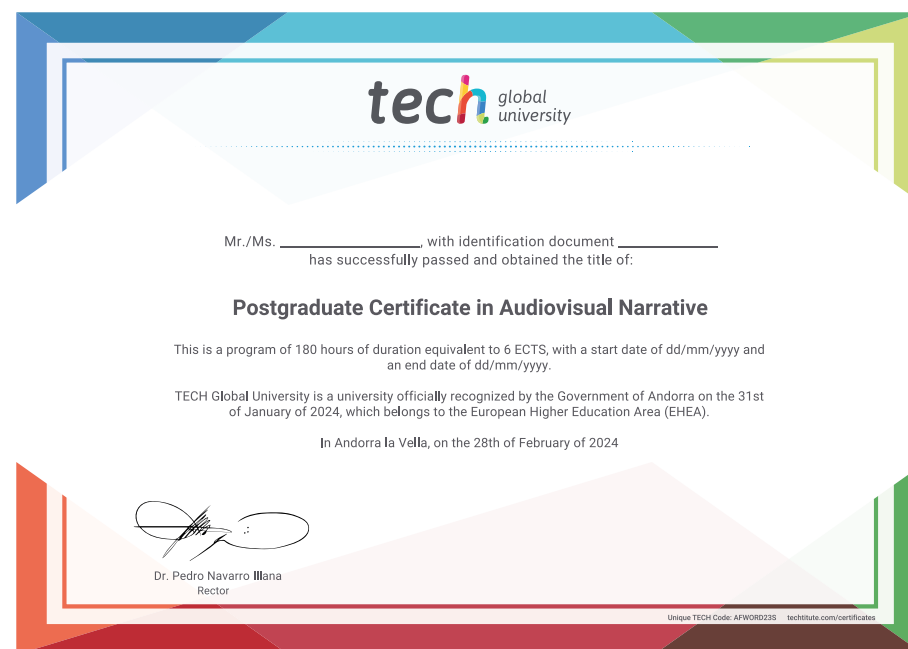 tech global university
Mr./Ms. ____________________, with identification document ______________
has successfully passed and obtained the title of:
Postgraduate Certificate in Audiovisual Narrative
This is a program of 180 hours of duration equivalent to 6 ECTS, with a start date of dd/mm/yyyy and
an end date of dd/mm/yyyy.
TECH Global University is a university officially recognized by the Government of Andorra on the 31st
of January of 2024, which belongs to the European Higher Education Area (EHEA).
In Andorra la Vella, on the 28th of February of 2024
Dr. Pedro Navarro Illana
Rector
Unique TECH Code: AFWORD23S techtitute.com/certificates